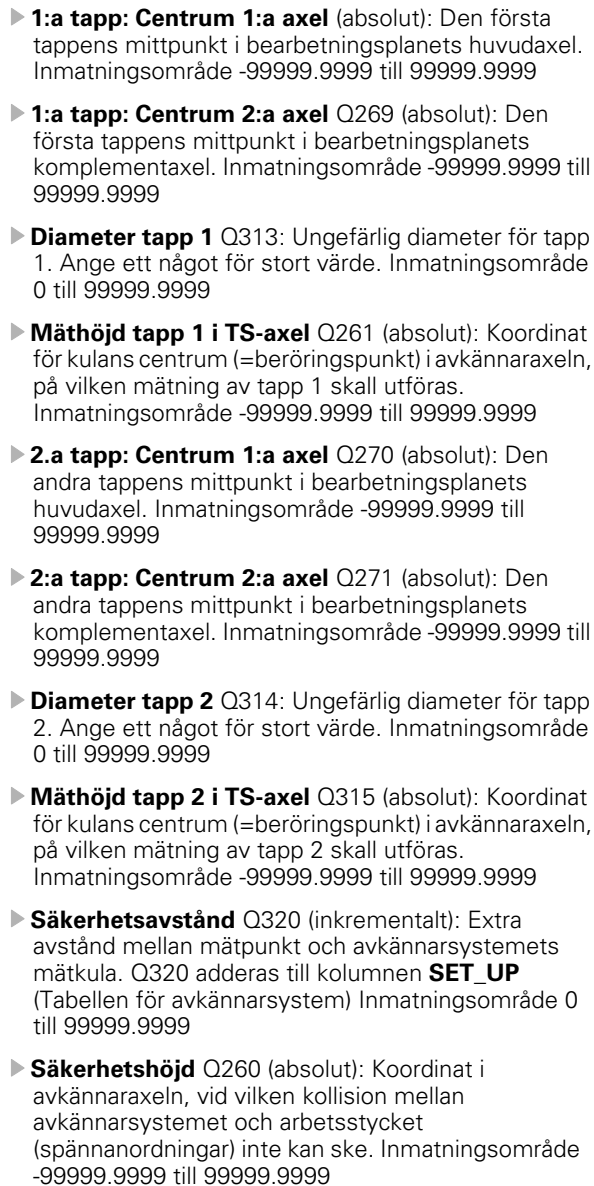 1:a tapp: Centrum 1:a axel (absolut): Den första
tappens mittpunkt i bearbetningsplanets huvudaxel.
Inmatningsområde -99999.9999 till 99999.9999
1:a tapp: Centrum 2:a axel Q269 (absolut): Den
första tappens mittpunkt i bearbetningsplanets
komplementaxel. Inmatningsområde -99999.9999 till
99999.9999
Diameter tapp 1 Q313: Ungefärlig diameter för tapp
1. Ange ett något för stort värde. Inmatningsområde
0 till 99999.9999
Mäthöjd tapp 1 i TS-axel Q261 (absolut): Koordinat
för kulans centrum (=beröringspunkt) i avkännaraxeln,
på vilken mätning av tapp 1 skall utföras.
Inmatningsområde -99999.9999 till 99999.9999
2.a tapp: Centrum 1:a axel Q270 (absolut): Den
andra tappens mittpunkt i bearbetningsplanets
huvudaxel. Inmatningsområde -99999.9999 till
99999.9999
2:a tapp: Centrum 2:a axel Q271 (absolut): Den
andra tappens mittpunkt i bearbetningsplanets
komplementaxel. Inmatningsområde -99999.9999 till
99999.9999
Diameter tapp 2 Q314: Ungefärlig diameter för tapp
2. Ange ett något för stort värde. Inmatningsområde
0 till 99999.9999
Mäthöjd tapp 2 i TS-axel Q315 (absolut): Koordinat
för kulans centrum (=beröringspunkt) i avkännaraxeln,
på vilken mätning av tapp 2 skall utföras.
Inmatningsområde -99999.9999 till 99999.9999
Säkerhetsavstånd Q320 (inkrementalt): Extra
avstånd mellan mätpunkt och avkännarsystemets
mätkula. Q320 adderas till kolumnen SET_UP
(Tabellen för avkännarsystem) Inmatningsområde 0
till 99999.9999
Säkerhetshöjd Q260 (absolut): Koordinat i
avkännaraxeln, vid vilken kollision mellan
avkännarsystemet och arbetsstycket
(spännanordningar) inte kan ske. Inmatningsområde
-99999.9999 till 99999.9999